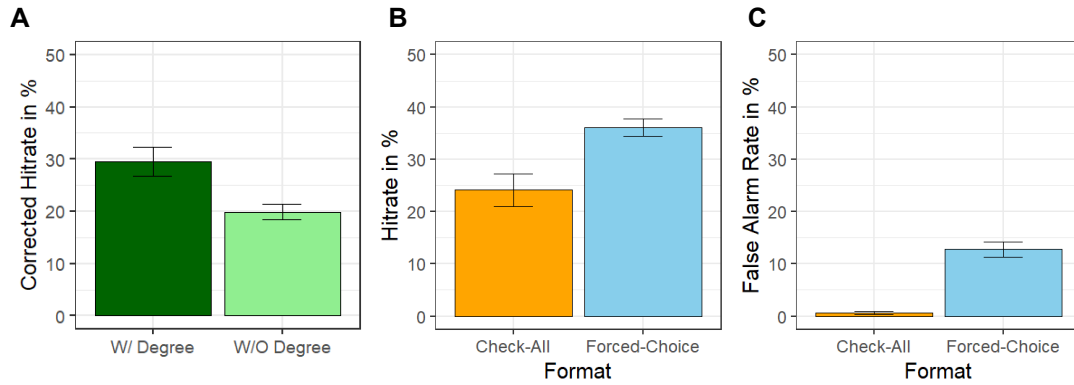 A
Corrected Hitrate in %
50
40
30
20
10
0
W/ Degree
W/O Degree
B
Hitrate in %
50
40
30
20
10
0
Check-All
Forced-Choice
Format
C
False Alarm Rate in %
50
40
30
20
10
0
Check-All
Forced-Choice
Format